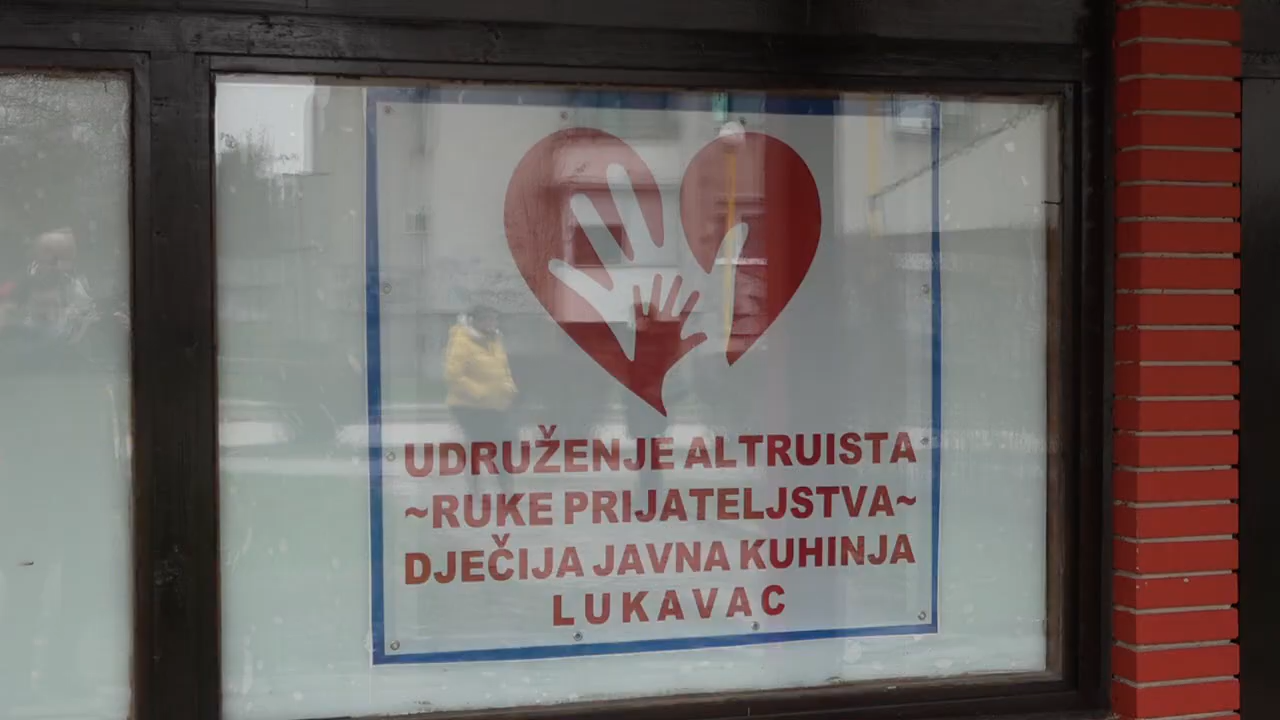 UDRUŽENJE ALTRUISTA
~RUKE PRIJATELJSTVA~
DJEČIJA JAVNA KUHINJA
LUKAVAC